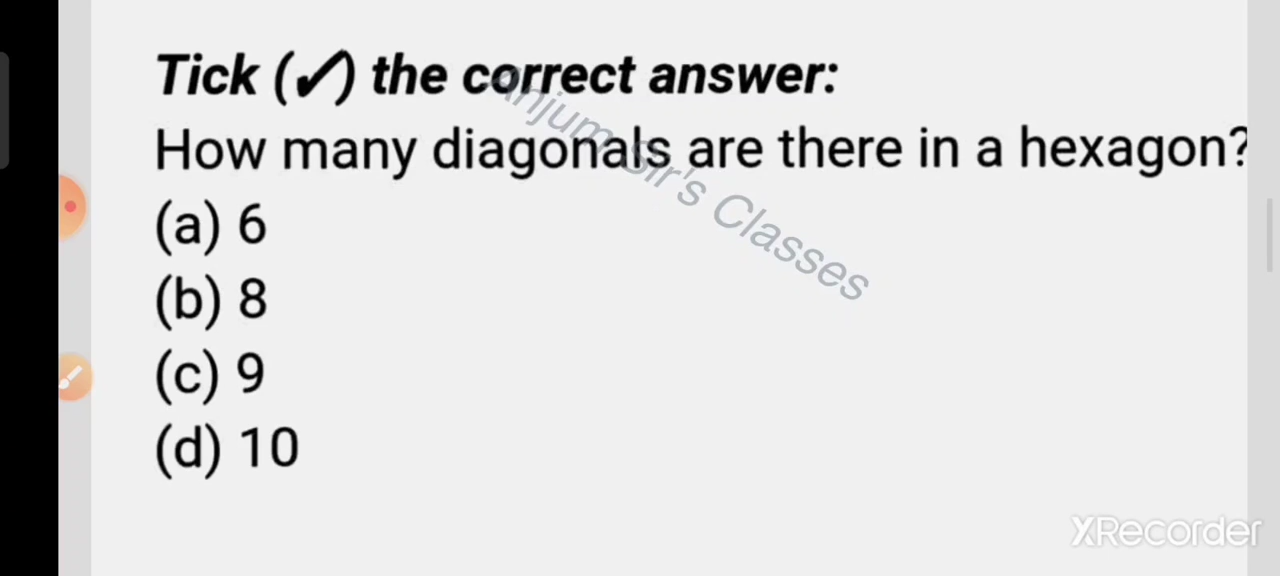 Tick (✓) the correct answer:
How many diagonals are there in a hexagon?
(a) 6
(b) 8
(c) 9
(d) 10
Anjum Sir's Classes
XRecorder